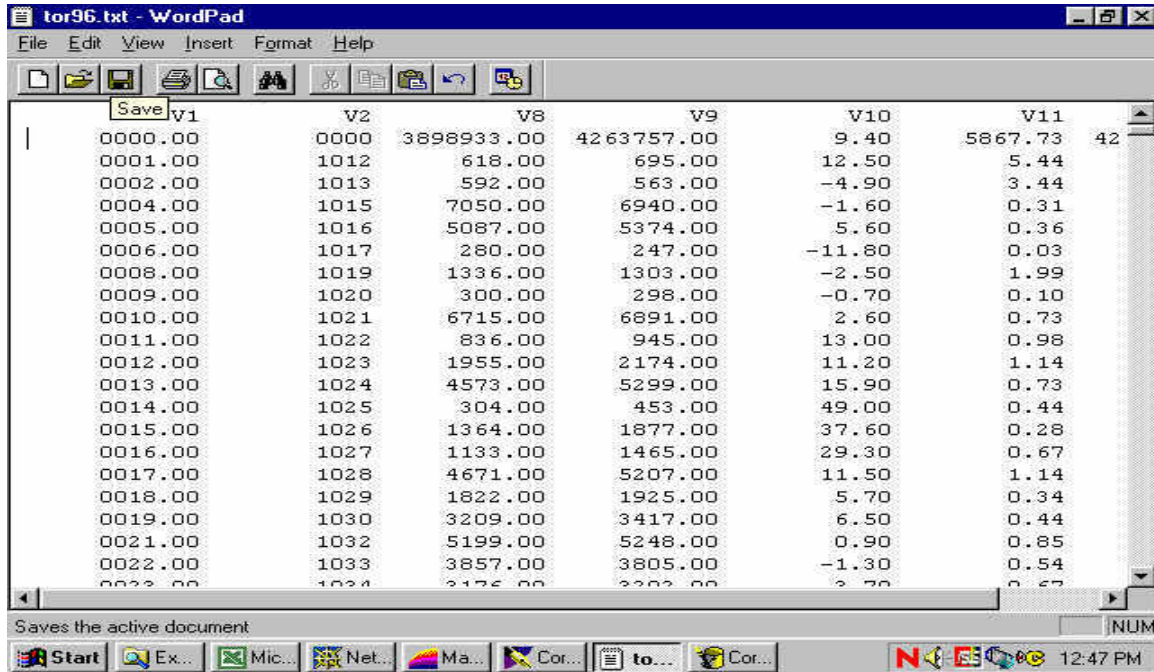 tor96.txt - WordPad
File Edit View Insert Format Help
Save
V1 V2 V8 V9 V10 V11
0000.00 0000 3898933.00 4263757.00 9.40 5867.73 42
0001.00 1012 618.00 695.00 12.50 5.44
0002.00 1013 592.00 563.00 -4.90 3.44
0004.00 1015 7050.00 6940.00 -1.60 0.31
0005.00 1016 5087.00 5374.00 5.60 0.36
0006.00 1017 280.00 247.00 -11.80 0.03
0008.00 1019 1336.00 1303.00 -2.50 1.99
0009.00 1020 300.00 298.00 -0.70 0.10
0010.00 1021 6715.00 6891.00 2.60 0.73
0011.00 1022 836.00 945.00 13.00 0.98
0012.00 1023 1955.00 2174.00 11.20 1.14
0013.00 1024 4573.00 5299.00 15.90 0.73
0014.00 1025 304.00 453.00 49.00 0.44
0015.00 1026 1364.00 1877.00 37.60 0.28
0016.00 1027 1133.00 1465.00 29.30 0.67
0017.00 1028 4671.00 5207.00 11.50 1.14
0018.00 1029 1822.00 1925.00 5.70 0.34
0019.00 1030 3209.00 3417.00 6.50 0.44
0021.00 1032 5199.00 5248.00 0.90 0.85
0022.00 1033 3857.00 3805.00 -1.30 0.54
Saves the active document NUM
Start Ex... Mic... Net... Ma... Cor... to... Cor... 12:47 PM